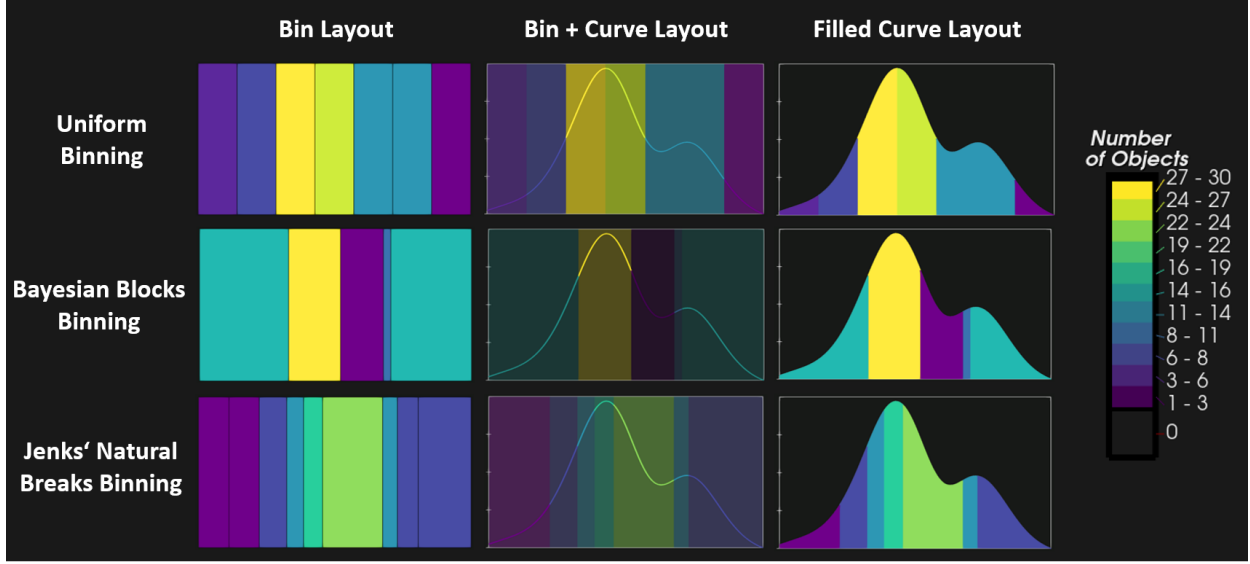 Bin Layout
Bin + Curve Layout
Filled Curve Layout
Uniform
Binning
Bayesian Blocks
Binning
Jenks‘ Natural
Breaks Binning
Number
of Objects
27 - 30
24 - 27
22 - 24
19 - 22
16 - 19
14 - 16
11 - 14
8 - 11
6 - 8
3 - 6
1 - 3
0